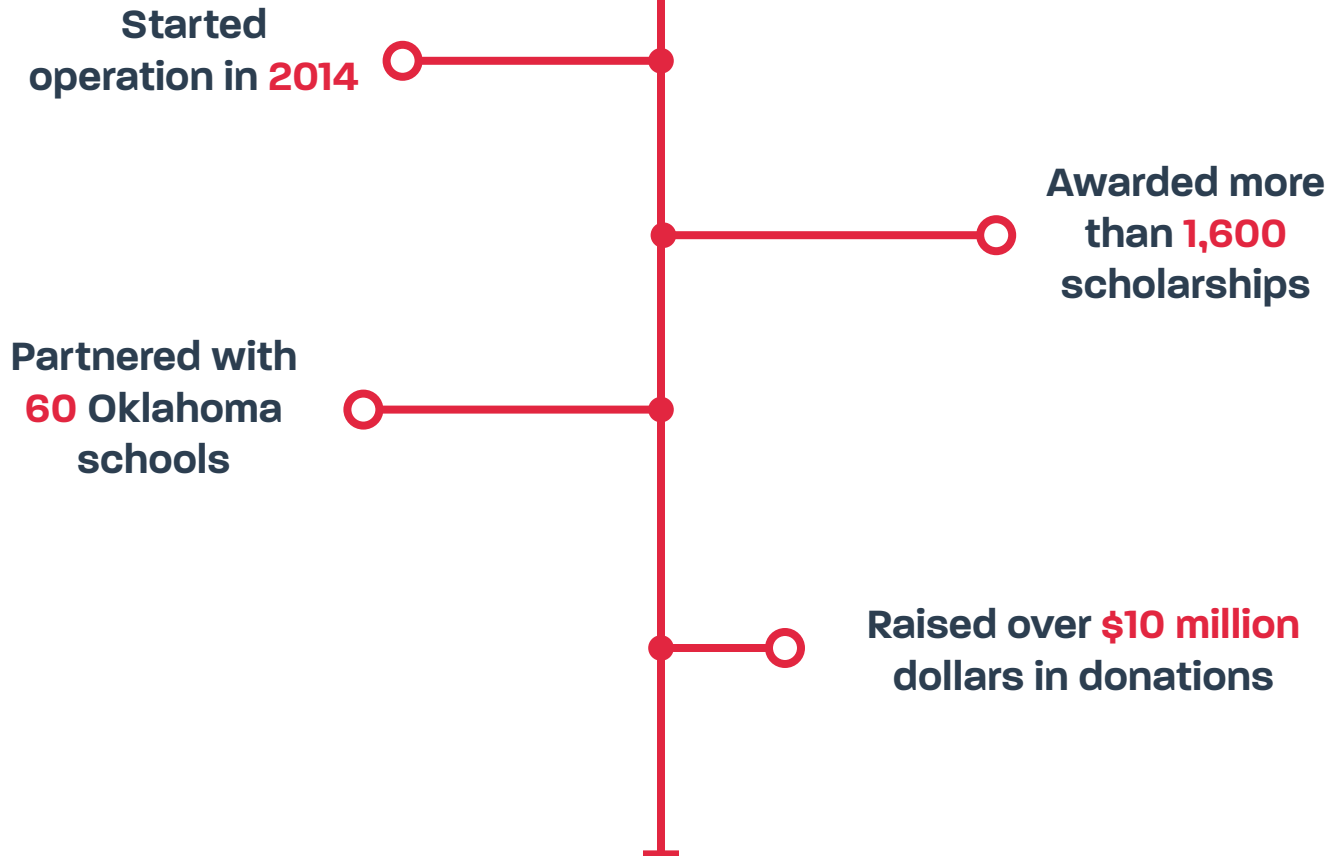 Started
operation in 2014
Awarded more
than 1,600
scholarships
Partnered with
60 Oklahoma
schools
Raised over $10 million
dollars in donations